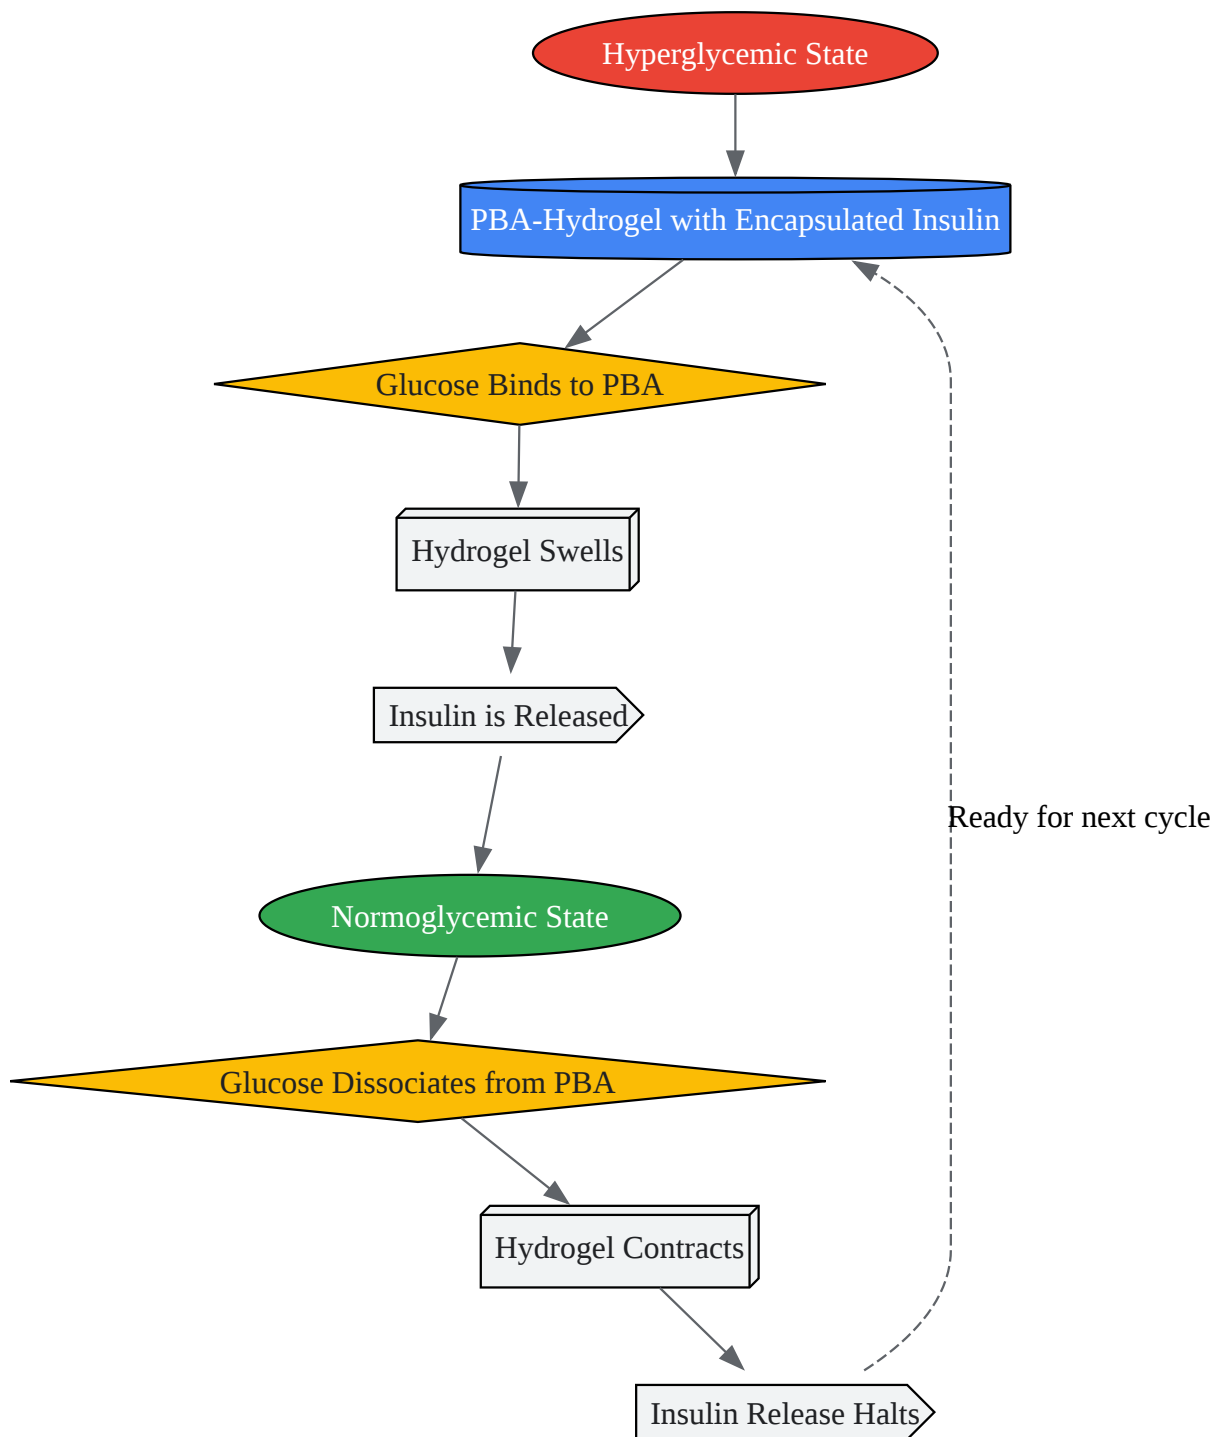 Hyperglycemic State
PBA-Hydrogel with Encapsulated Insulin
Glucose Binds to PBA
Hydrogel Swells
Insulin is Released
Ready for next cycle
Normoglycemic State
Glucose Dissociates from PBA
Hydrogel Contracts
Insulin Release Halts